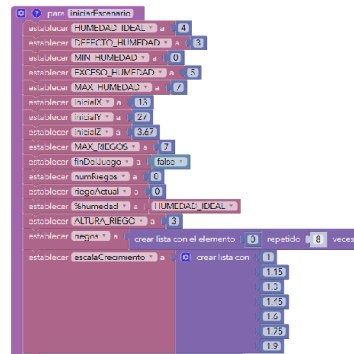 para iniciarEscenario
establecer HUMEDAD_IDEAL a 4
establecer DEFECTO_HUMEDAD a 3
establecer MIN_HUMEDAD a 0
establecer EXCESO_HUMEDAD a 5
establecer MAX_HUMEDAD a 7
establecer inicialX a 13
establecer inicialY a 27
establecer inicialZ a 3.67
establecer MAX_RIEGOS a 7
establecer finDelJuego a false
establecer numRiegos a 0
establecer riegoActual a 0
establecer %humedad a HUMEDAD_IDEAL
establecer ALTURA_RIEGO a 3
establecer riegos a crear lista con el elemento 0 repetido 8 veces
establecer escalaCrecimiento a crear lista con 1
1.15
1.3
1.45
1.6
1.75
1.9